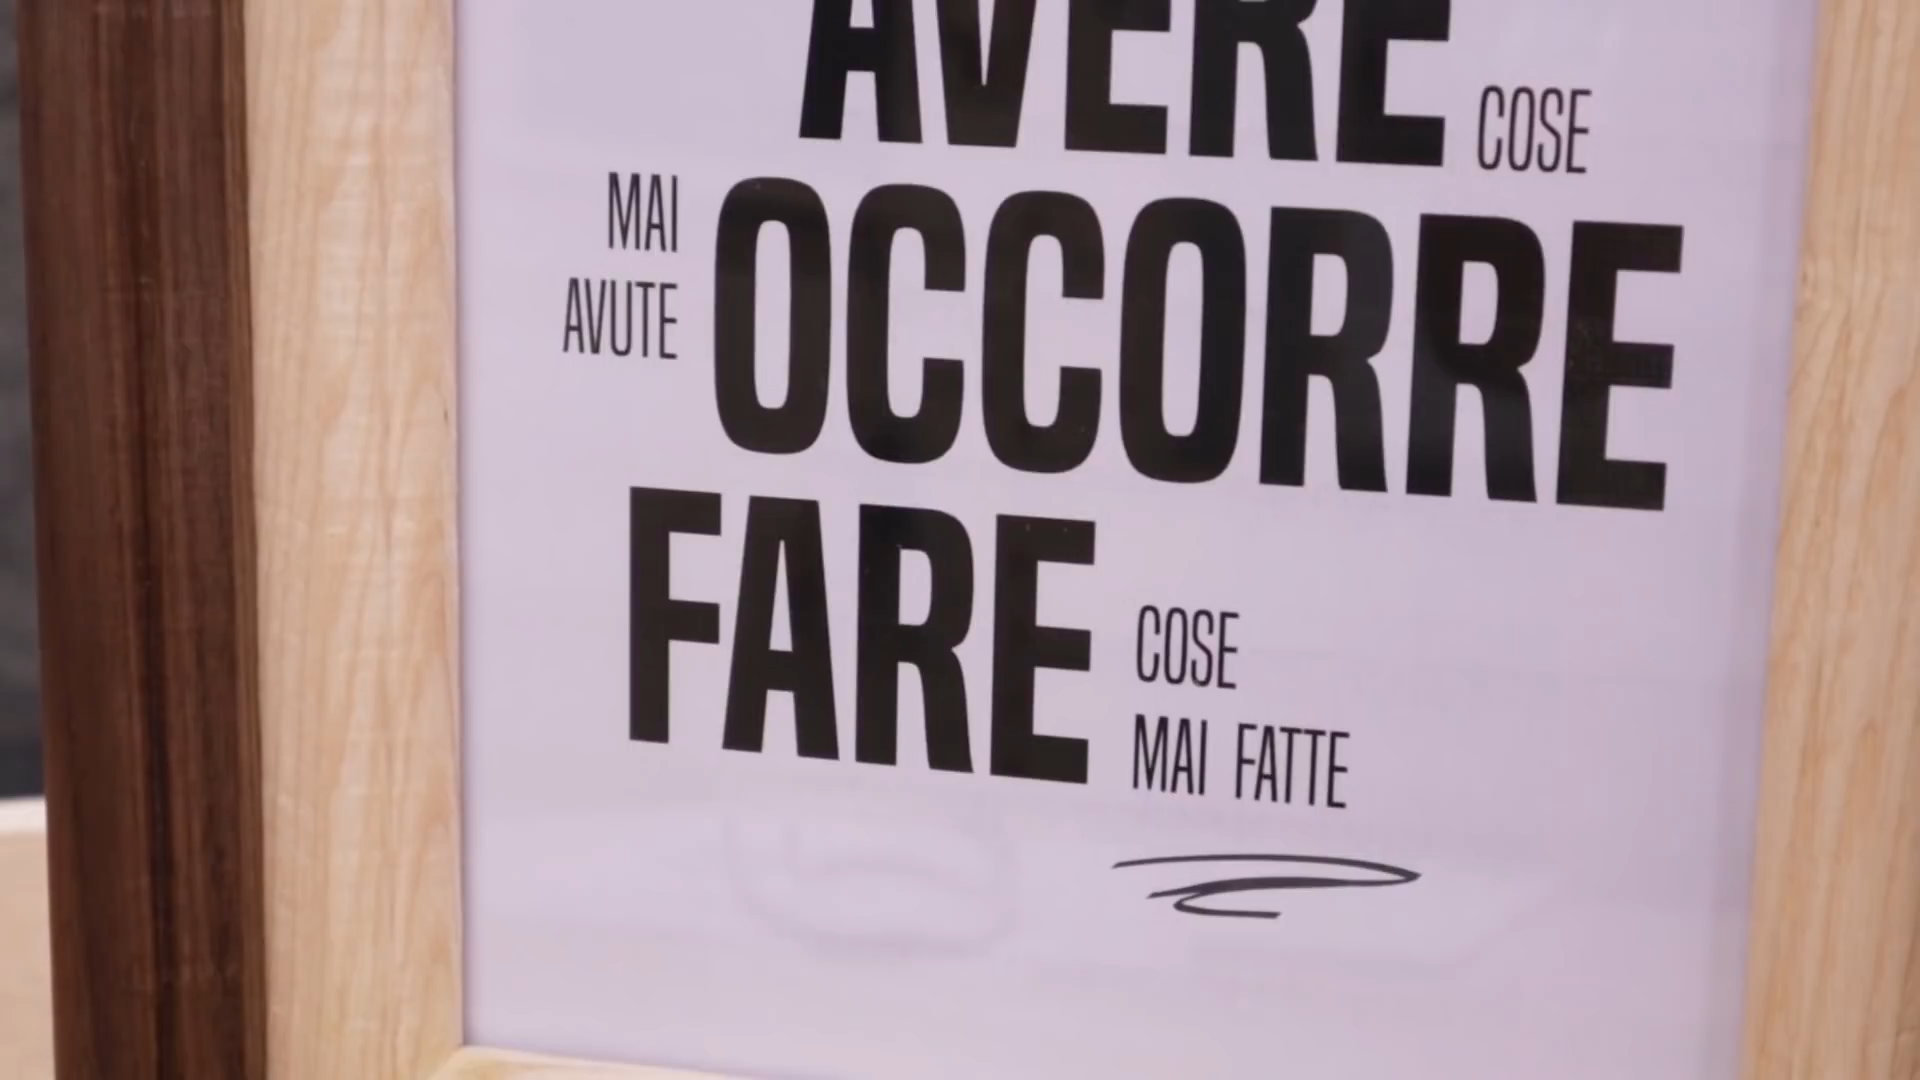 AVERE COSE
MAI
AVUTE
OCCORRE
FARE
COSE
MAI FATTE